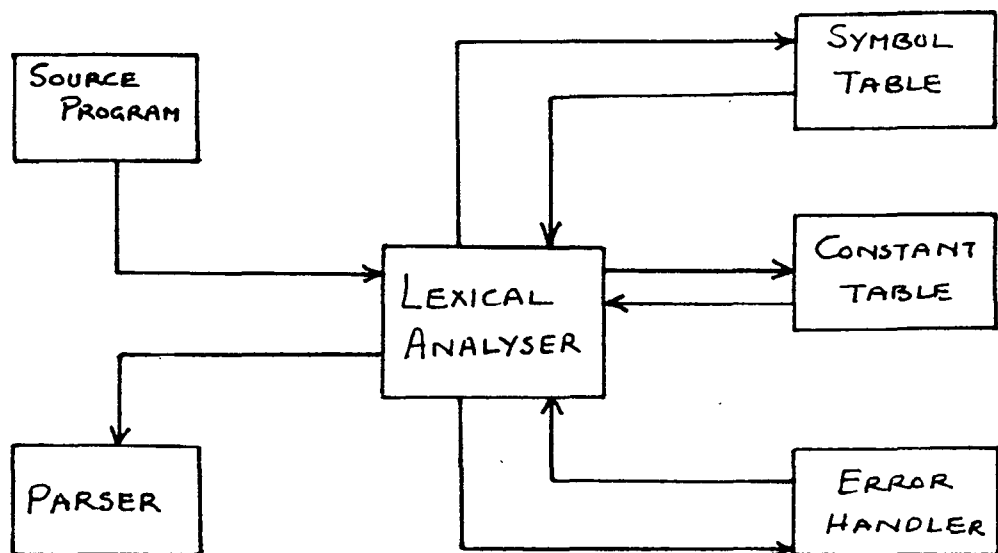 SOURCE
PROGRAM
SYMBOL
TABLE
LEXICAL
ANALYSER
CONSTANT
TABLE
PARSER
ERROR
HANDLER